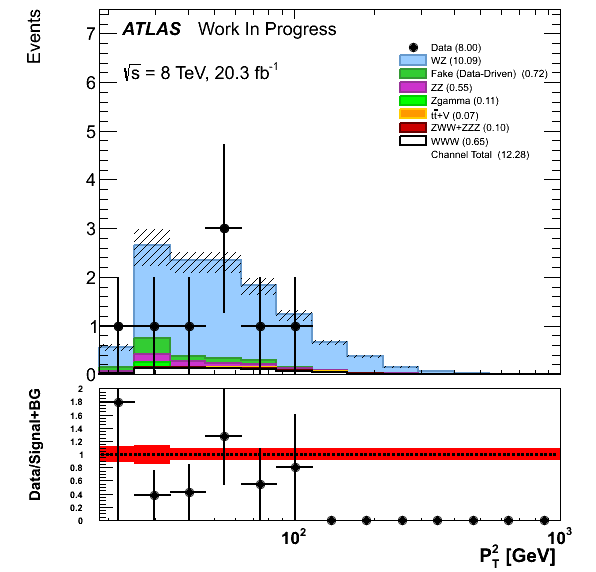 Events
ATLAS Work In Progress
√s = 8 TeV, 20.3 fb⁻¹
Data (8.00)
WZ (10.09)
Fake (Data-Driven) (0.72)
ZZ (0.55)
Zgamma (0.11)
tt̄+V (0.07)
ZWW+ZZZ (0.10)
WWW (0.65)
Channel Total (12.28)
7
6
5
4
3
2
1
0
Data/Signal+BG
2
1.8
1.6
1.4
1.2
1
0.8
0.6
0.4
0.2
0
10² 10³
P²_T [GeV]